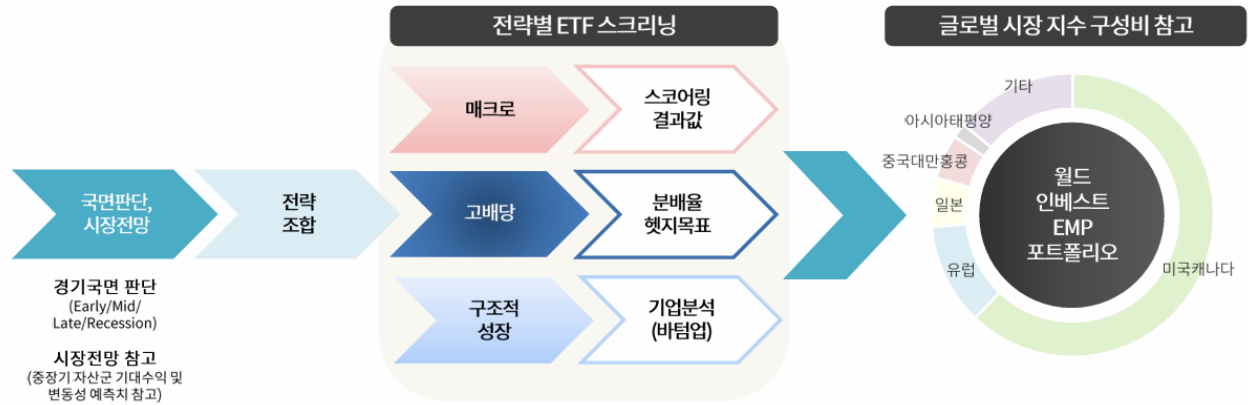 국면판단,
시장전망
경기국면 판단
(Early/Mid/
Late/Recession)
시장전망 참고
(중장기 자산군 기대수익 및
변동성 예측치 참고)
전략
조합
전략별 ETF 스크리닝
매크로
스코어링
결과값
고배당
분배율
헷지목표
구조적
성장
기업분석
(바텀업)
글로벌 시장 지수 구성비 참고
기타
아시아태평양
중국대만홍콩
일본
유럽
미국캐나다
월드
인베스트
EMP
포트폴리오